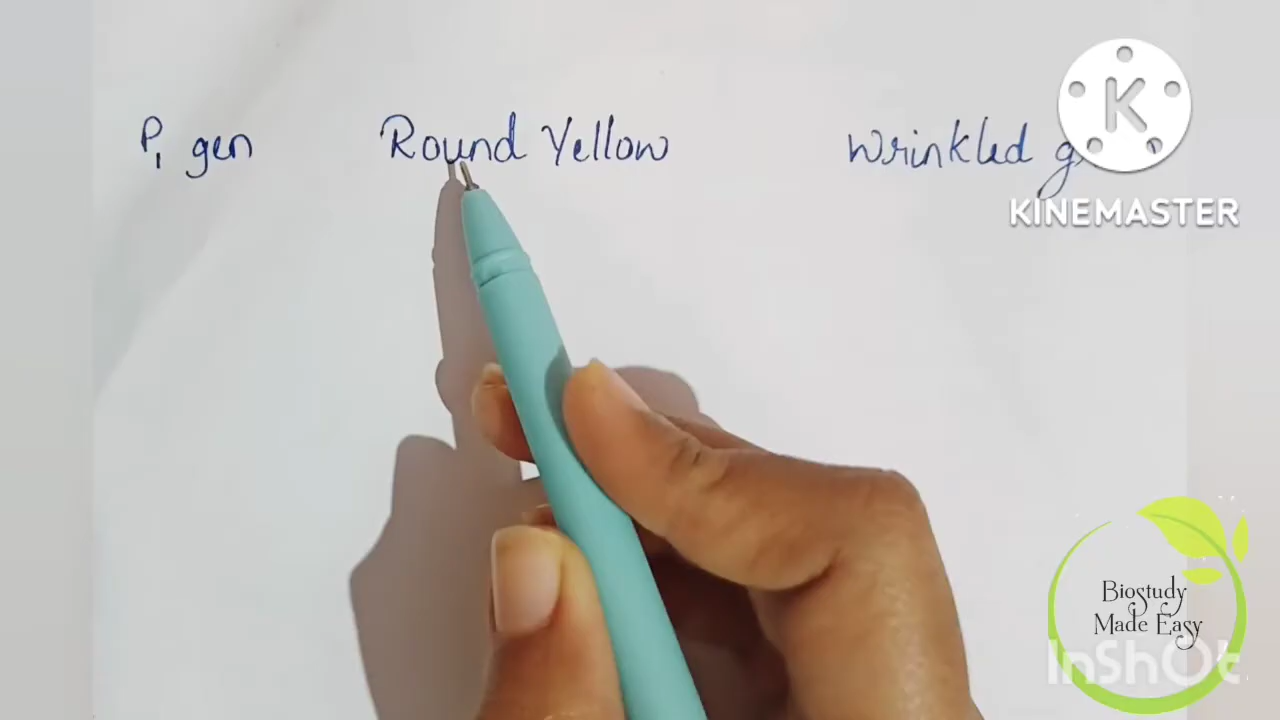 P₁ gen Round Yellow wrinkled
KINEMASTER
Biostudy
Made Easy
InShOt